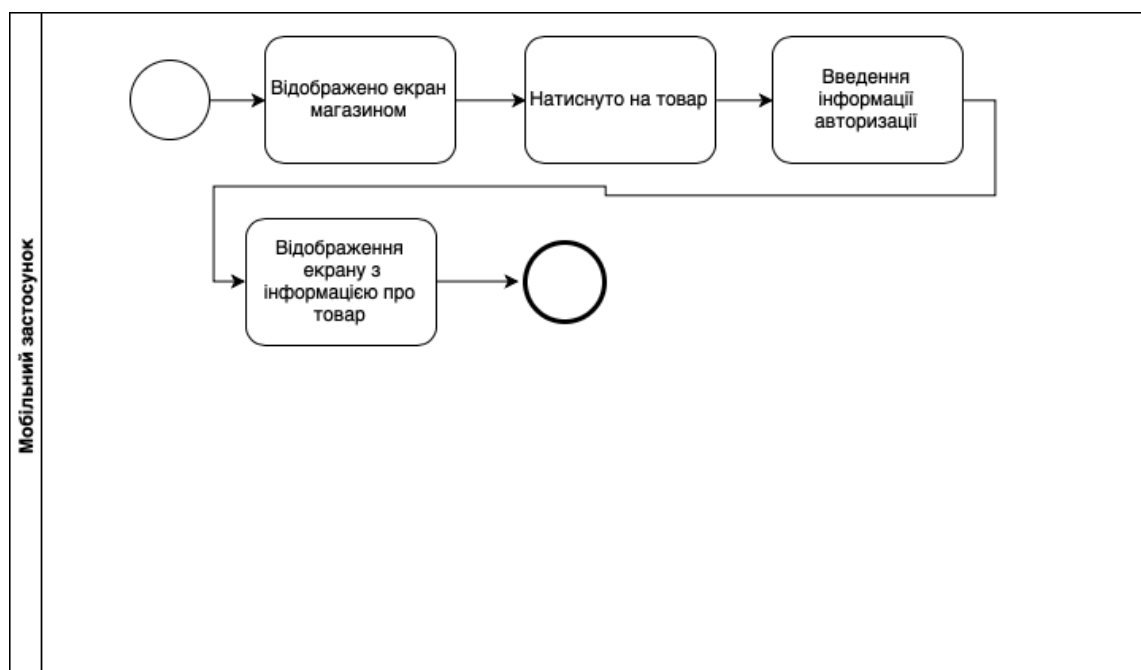 Мобільний застосунок
Відображено екран
магазином
Натиснуто на товар
Введення
інформації
авторизації
Відображення
екрану з
інформацією про
товар